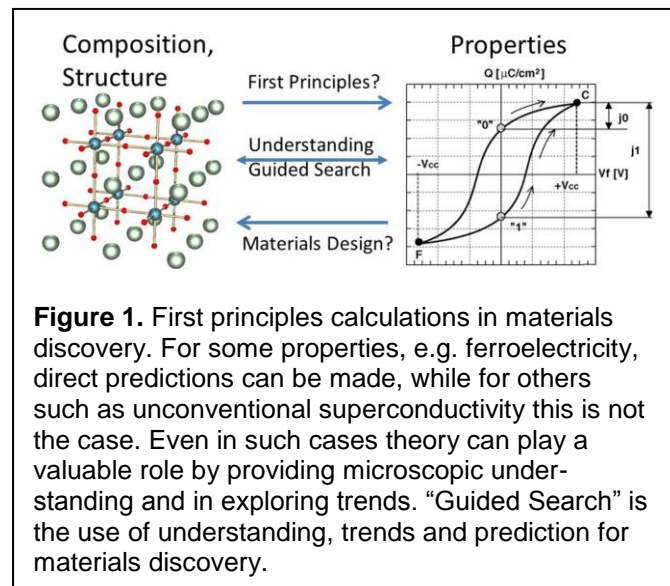 Composition,
Structure
Properties
First Principles?
Understanding
Guided Search
Materials Design?
Q [μC/cm²]
C
"0"
j0
j1
-Vcc
Vf [V]
+Vcc
"1"
F
Figure 1. First principles calculations in materials
discovery. For some properties, e.g. ferroelectricity,
direct predictions can be made, while for others
such as unconventional superconductivity this is not
the case. Even in such cases theory can play a
valuable role by providing microscopic under-
standing and in exploring trends. “Guided Search” is
the use of understanding, trends and prediction for
materials discovery.